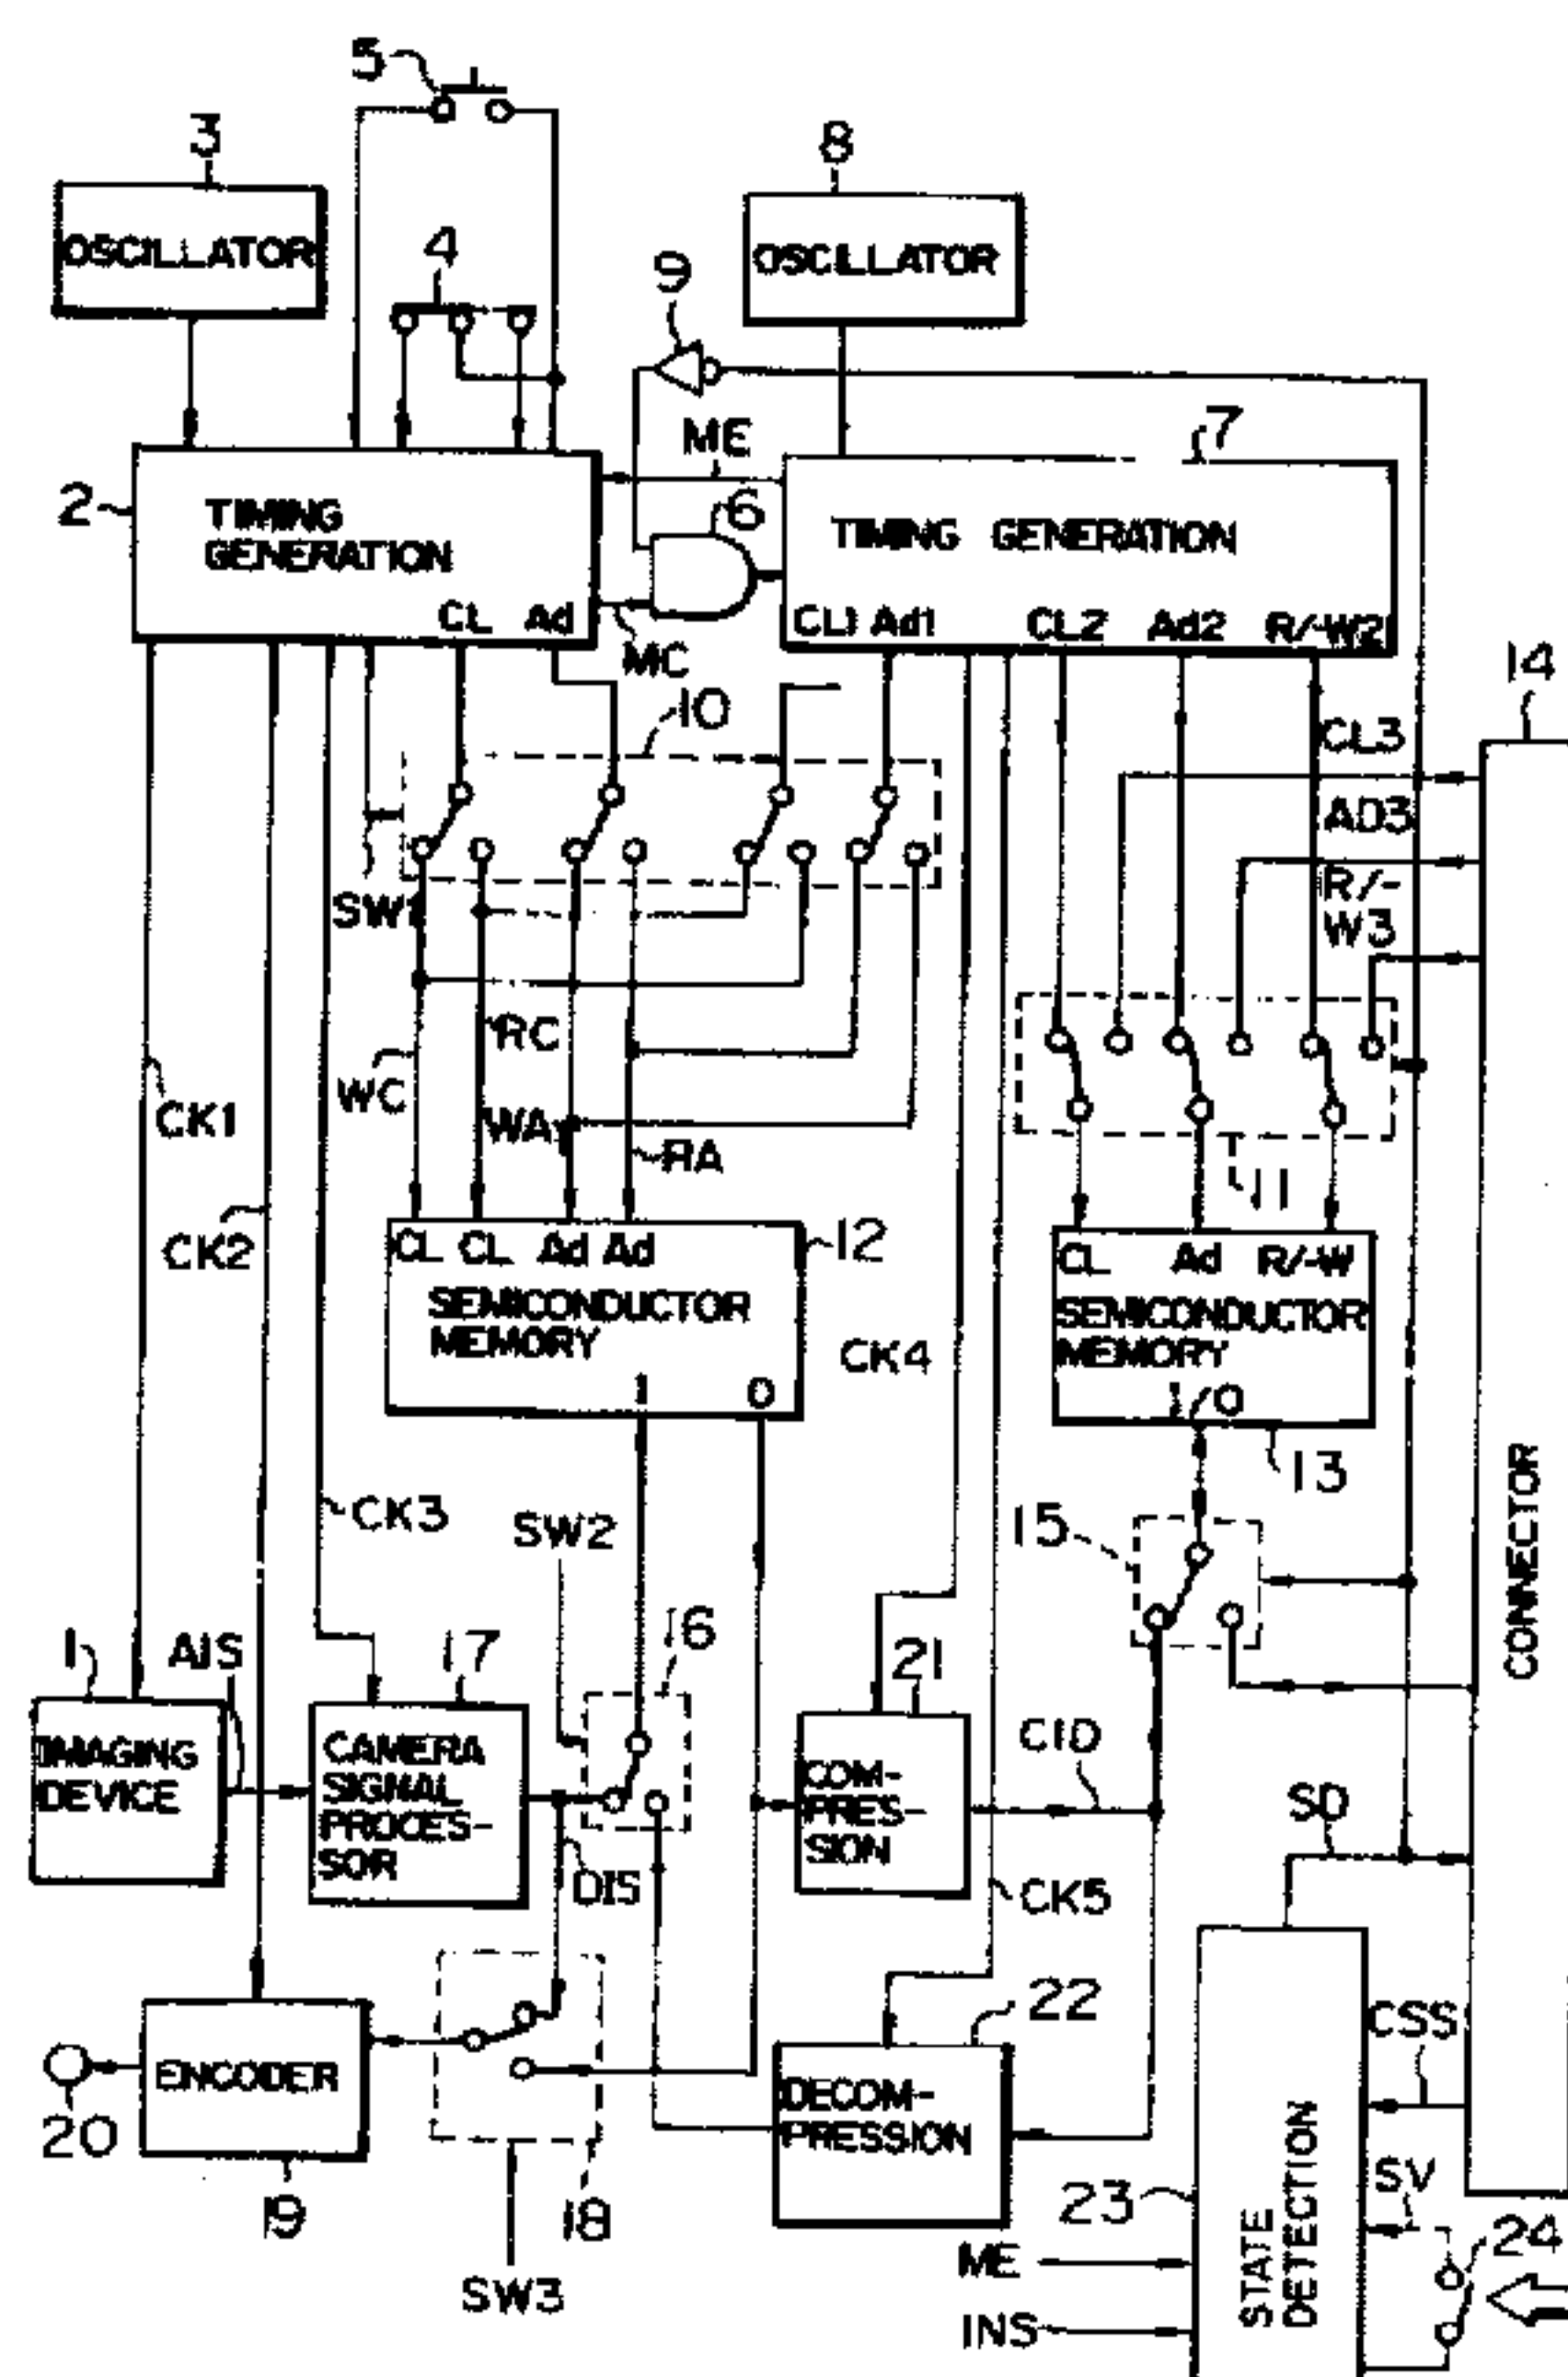 5
3
8
OSCILLATOR
4
9
OSCILLATOR
ME
7
2
TIMING
GENERATION
6
TIMING GENERATION
CL Ad
CL1 Ad1 CL2 Ad2 R/-W2
MC
14
10
CL3
AD3
SW1
R/-
W3
RC
WC
CK1
WA
RA
11
CK2
12
CL CL Ad Ad
CL Ad R/-W
SEMICONDUCTOR
MEMORY
SEMICONDUCTOR
MEMORY
CK4
I O
I/O
13
CK3
SW2
15
CONNECTOR
1
AIS
17
16
21
IMAGING
DEVICE
CAMERA
SIGNAL
PROCES-
SOR
CID
COM-
PRES-
SION
SD
DIS
CK5
22
CSS
ENCODER
DECOM-
PRESSION
20
SV
23
19
18
24
STATE
DETECTION
ME
SW3
INS